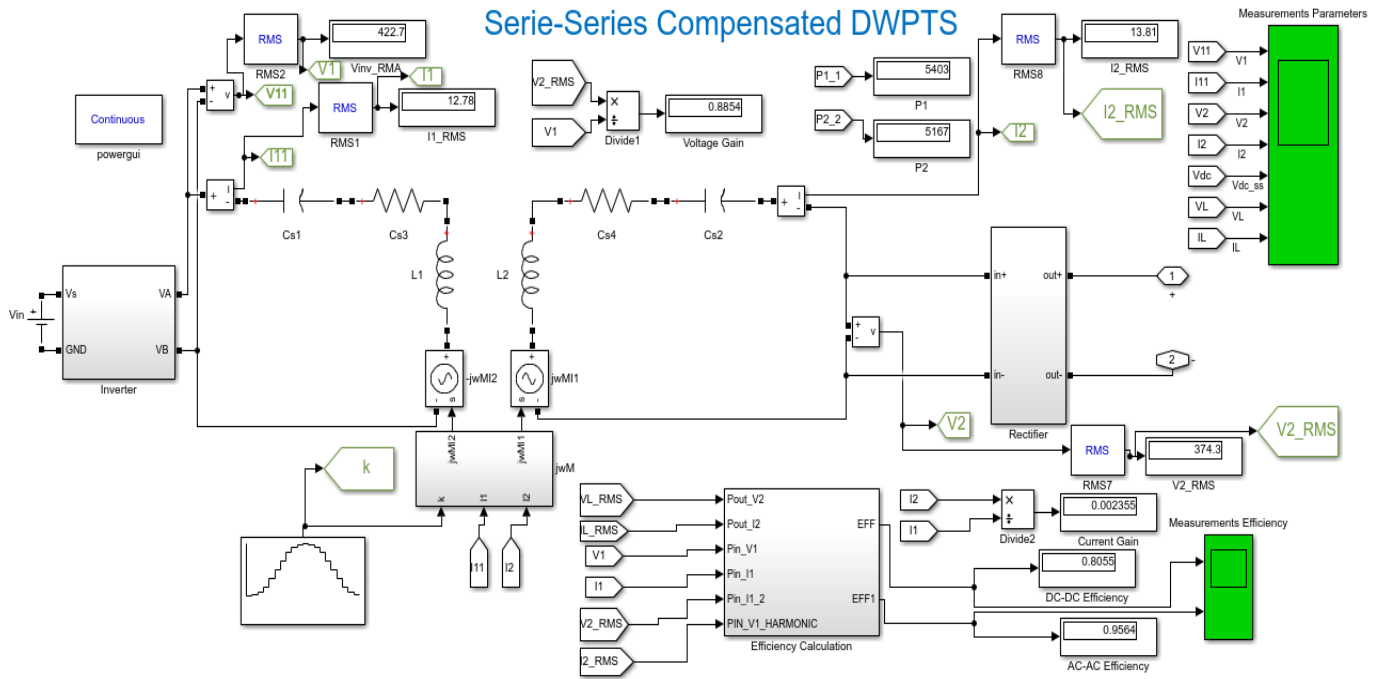 Serie-Series Compensated DWPTS
Measurements Parameters
RMS
422.7
RMS2
Vinv_RMA
V1
I1
+
-
v
V11
RMS
12.78
RMS1
I1_RMS
Continuous
powergui
I11
V2_RMS
V1
×
÷
Divide1
0.8854
Voltage Gain
P1_1
5403
P1
P2_2
5167
P2
RMS
13.81
RMS8
I2_RMS
I2_RMS
I2
V11
V1
I11
I1
V2
V2
I2
I2
Vdc
Vdc_ss
VL
VL
IL
IL
+
I
-
Cs1
Cs3
L1
L2
Cs4
Cs2
+
I
-
Vin
+
Vs
GND
VA
VB
Inverter
in+
in-
out+
out-
Rectifier
1
+
2
-
+
-
v
+
-
s
-jwMI2
+
-
s
jwMI1
jwMI2
jwMI1
k
I1
I2
jwM
k
I11
I2
V2
RMS
RMS7
374.3
V2_RMS
V2_RMS
VL_RMS
IL_RMS
V1
I1
V2_RMS
I2_RMS
Pout_V2
Pout_I2
Pin_V1
Pin_I1
Pin_I1_2
PIN_V1_HARMONIC
EFF
EFF1
Efficiency Calculation
I2
I1
×
÷
Divide2
0.002355
Current Gain
0.8055
DC-DC Efficiency
0.9564
AC-AC Efficiency
Measurements Efficiency